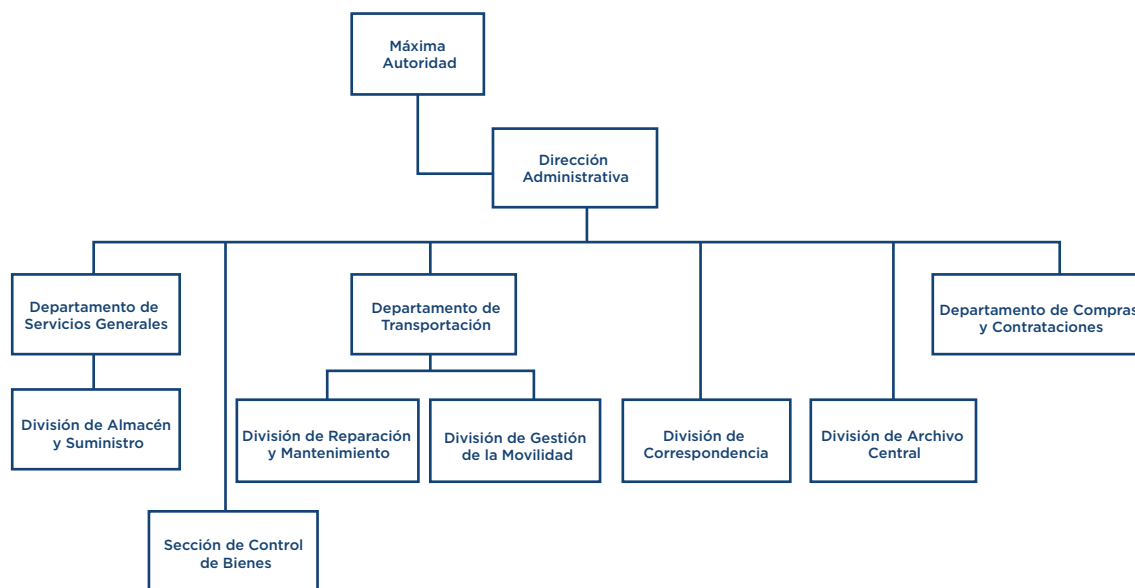 Máxima
Autoridad
Dirección
Administrativa
Departamento de
Servicios Generales
Departamento de
Transportación
Departamento de Compras
y Contrataciones
División de Almacén
y Suministro
División de Reparación
y Mantenimiento
División de Gestión
de la Movilidad
División de
Correspondencia
División de Archivo
Central
Sección de Control
de Bienes